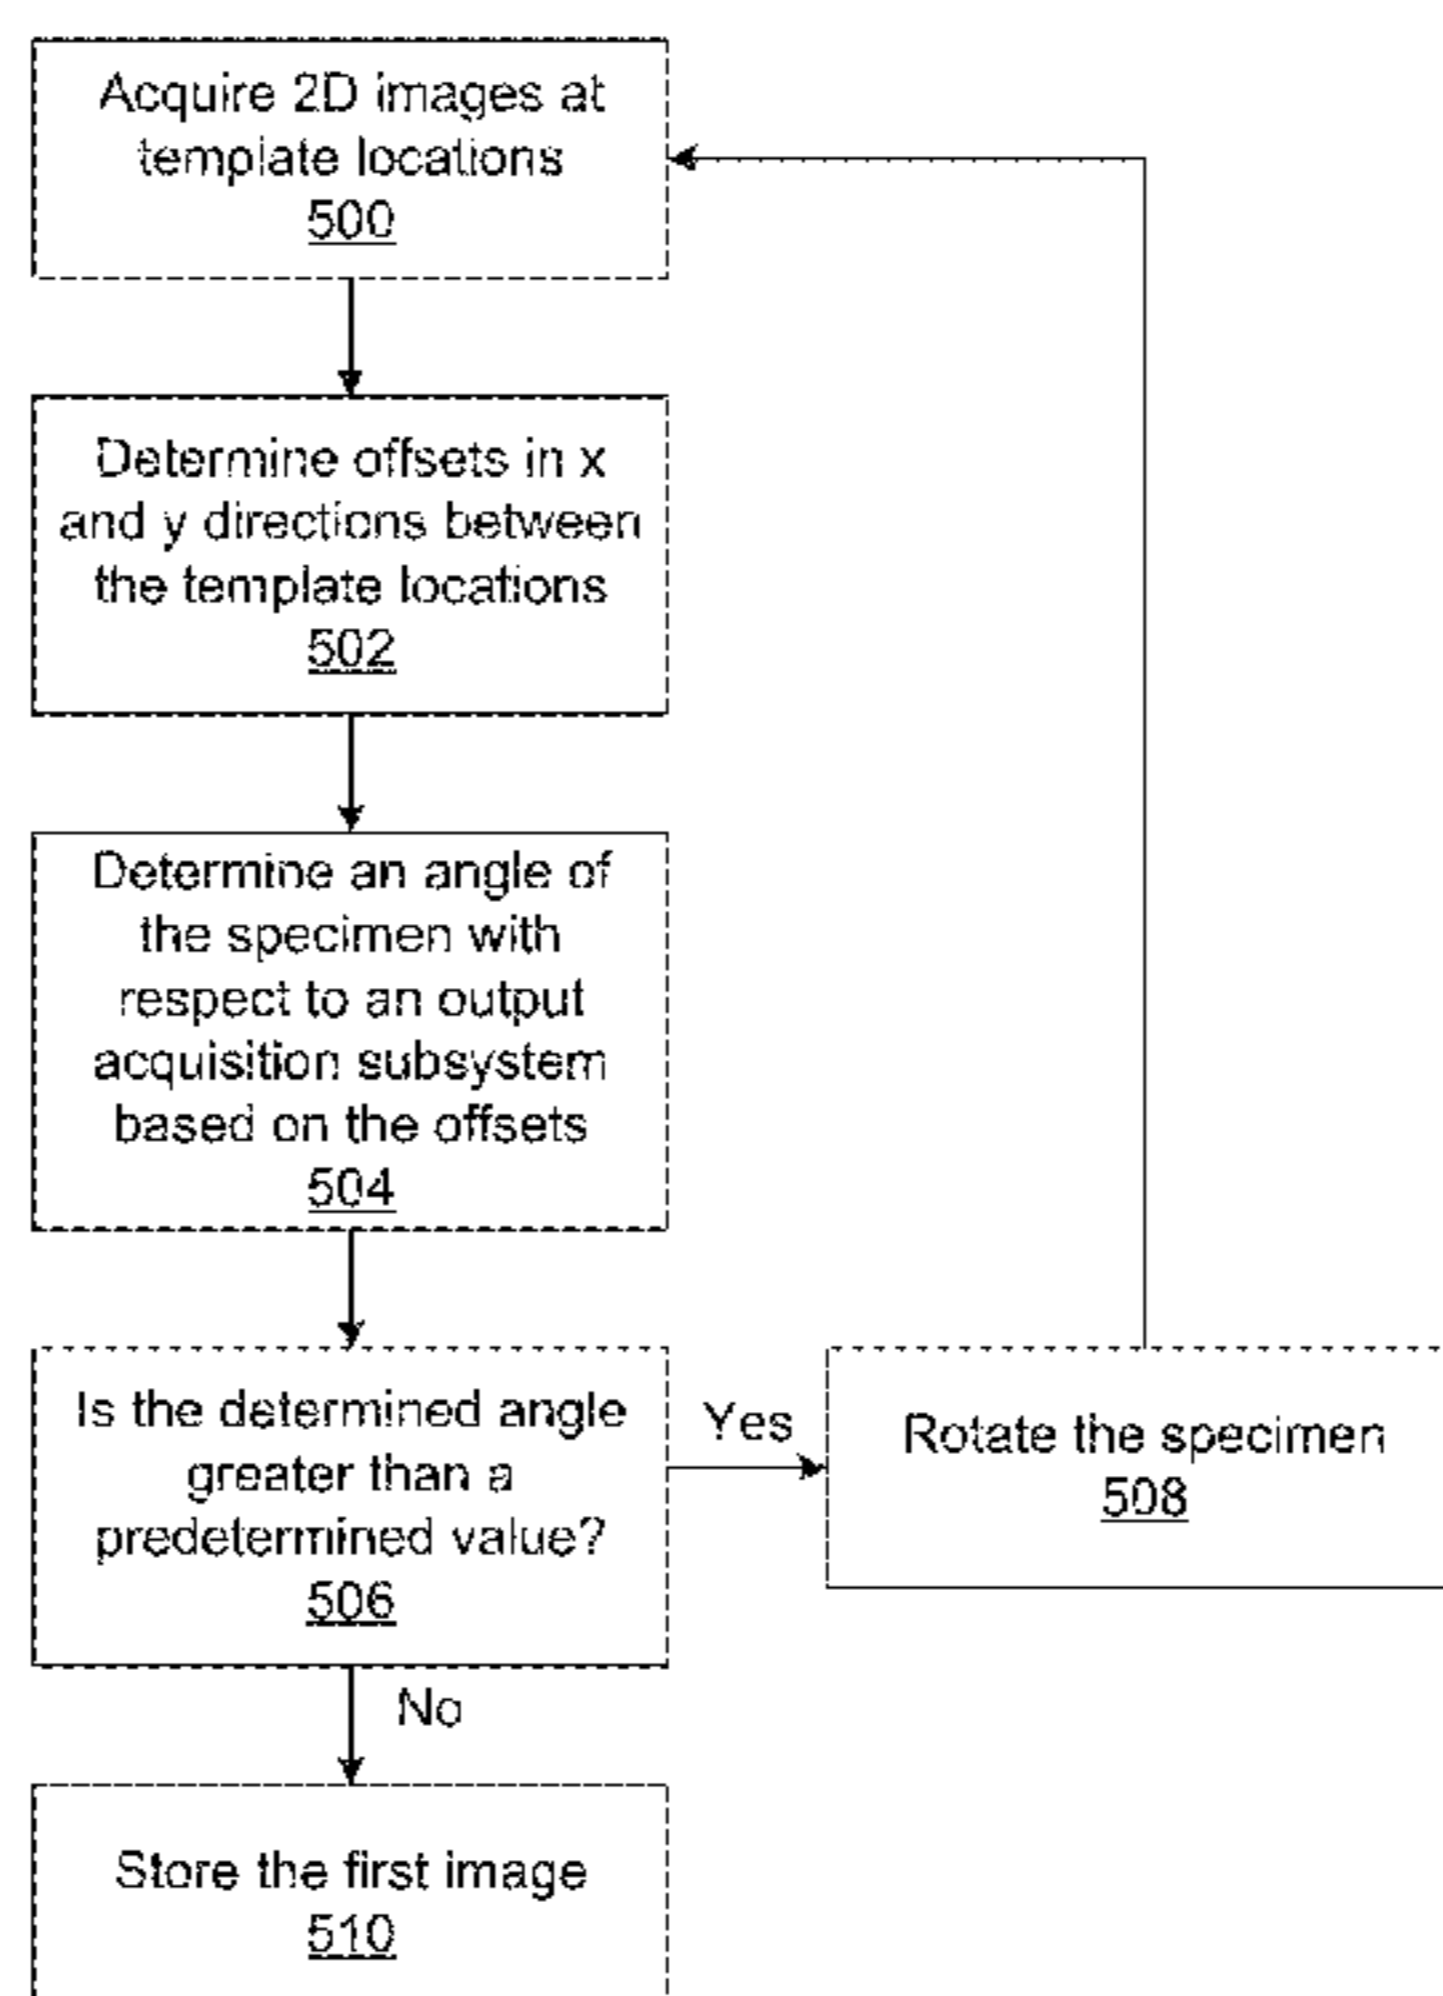 Acquire 2D images at
template locations
500
Determine offsets in x
and y directions between
the template locations
502
Determine an angle of
the specimen with
respect to an output
acquisition subsystem
based on the offsets
504
Is the determined angle
greater than a
predetermined value?
506
Yes
Rotate the specimen
508
No
Store the first image
510